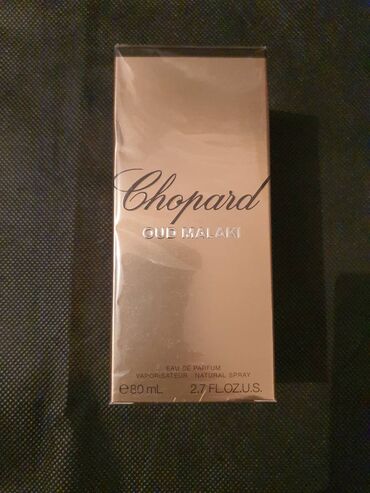 Chopard
OUD MALAKI
EAU DE PARFUM
VAPORISATEUR NATURAL SPRAY
℮80 mL 2.7 FL.OZ.U.S.